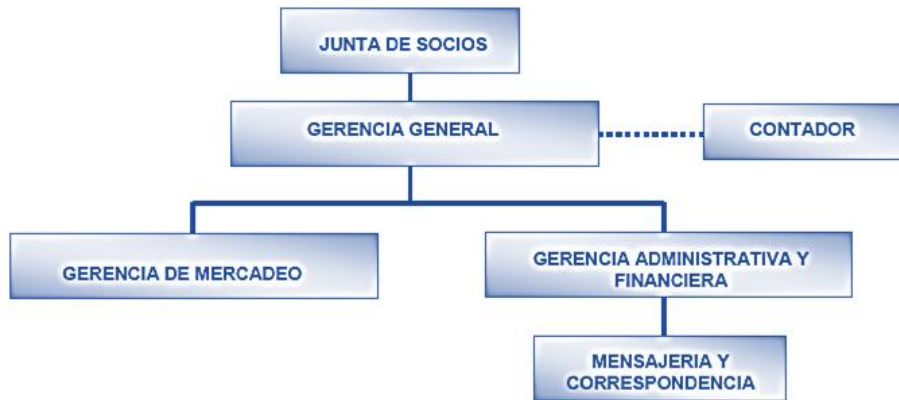 JUNTA DE SOCIOS
GERENCIA GENERAL
CONTADOR
GERENCIA DE MERCADEO
GERENCIA ADMINISTRATIVA Y
FINANCIERA
MENSAJERIA Y
CORRESPONDENCIA